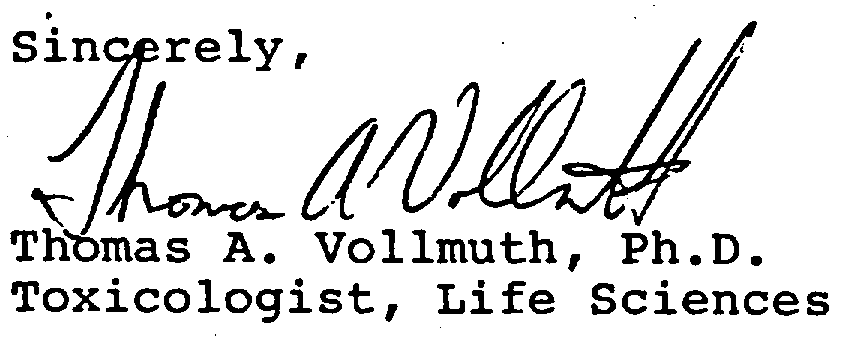 Sincerely,
Thomas A Vollmuth
Thomas A. Vollmuth, Ph.D.
Toxicologist, Life Sciences